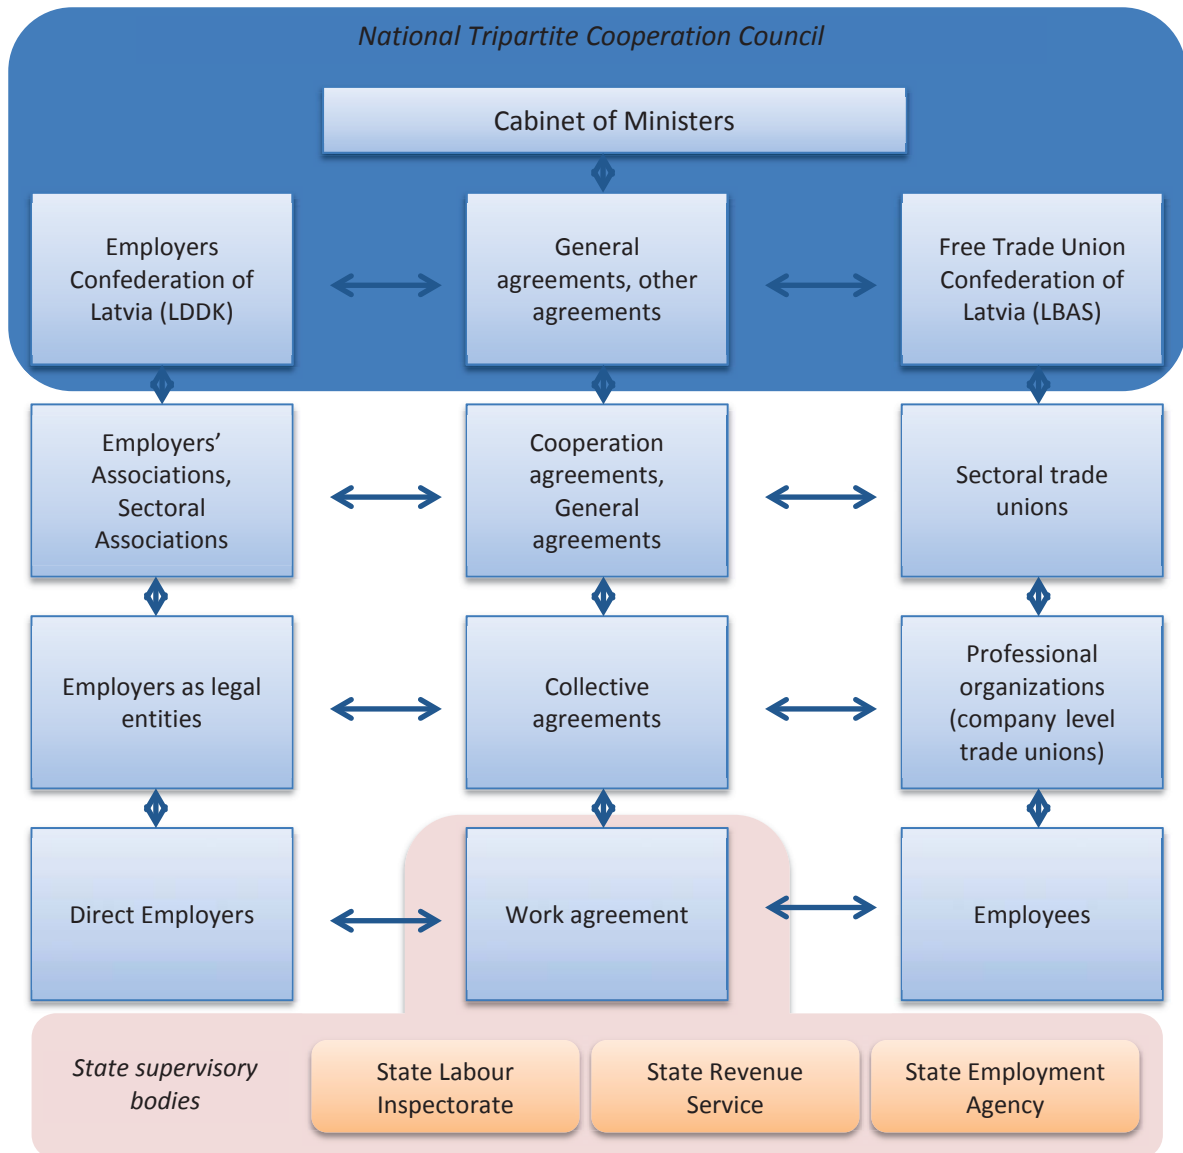 National Tripartite Cooperation Council
Cabinet of Ministers
Employers
Confederation of
Latvia (LDDK)
General
agreements, other
agreements
Free Trade Union
Confederation of
Latvia (LBAS)
Employers’
Associations,
Sectoral
Associations
Cooperation
agreements,
General
agreements
Sectoral trade
unions
Employers as legal
entities
Collective
agreements
Professional
organizations
(company level
trade unions)
Direct Employers
Work agreement
Employees
State supervisory
bodies
State Labour
Inspectorate
State Revenue
Service
State Employment
Agency